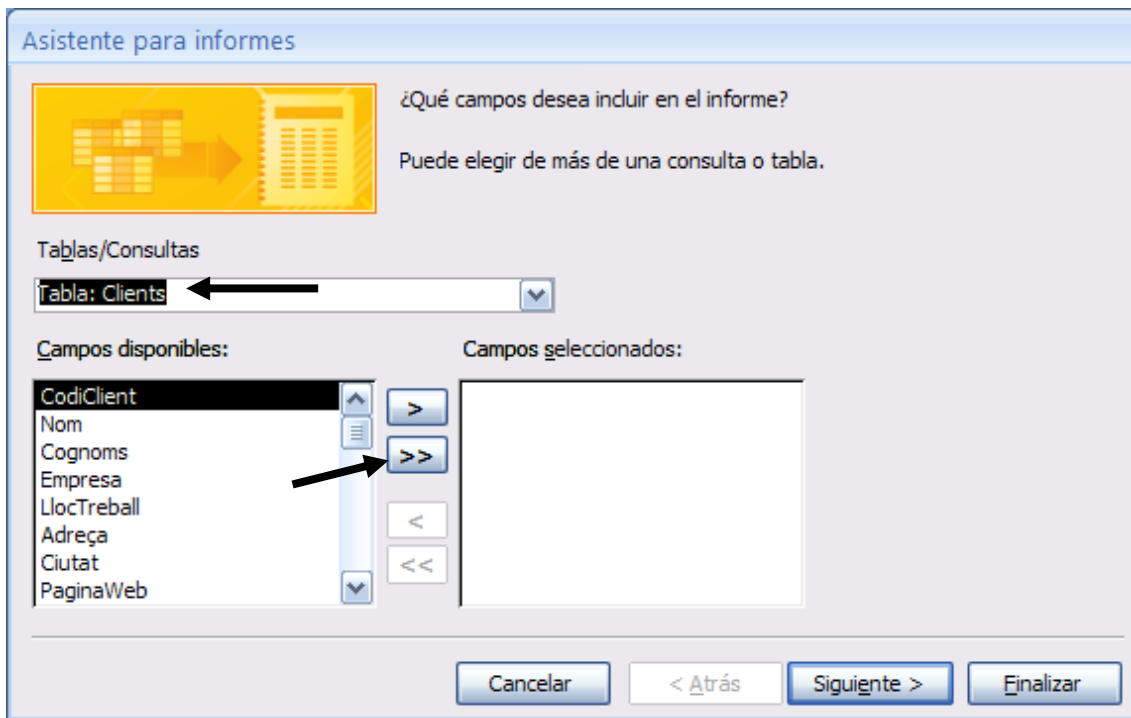 Asistente para informes
¿Qué campos desea incluir en el informe?
Puede elegir de más de una consulta o tabla.
Tablas/Consultas
Tabla: Clients
Campos disponibles:
Campos seleccionados:
CodiClient
Nom
Cognoms
Empresa
LlocTreball
Adreça
Ciutat
PaginaWeb
>
>>
<
<<
Cancelar
< Atrás
Siguiente >
Finalizar